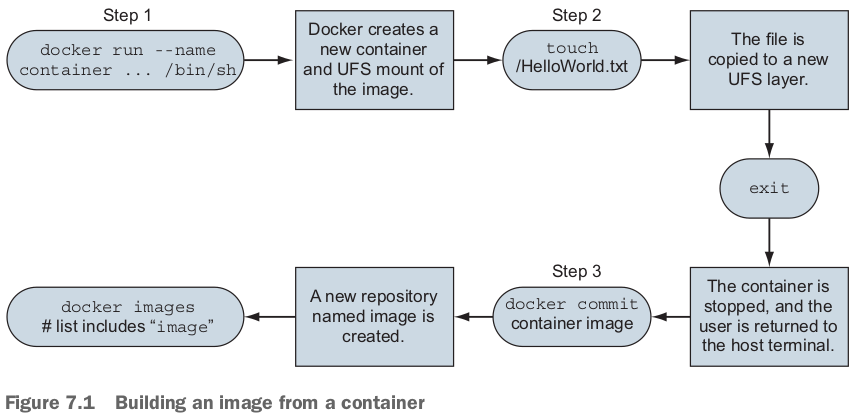 Step 1
docker run --name
container ... /bin/sh
Docker creates a
new container
and UFS mount of
the image.
Step 2
touch
/HelloWorld.txt
The file is
copied to a new
UFS layer.
exit
The container is
stopped, and the
user is returned to
the host terminal.
Step 3
docker commit
container image
A new repository
named image is
created.
docker images
# list includes “image”
Figure 7.1 Building an image from a container